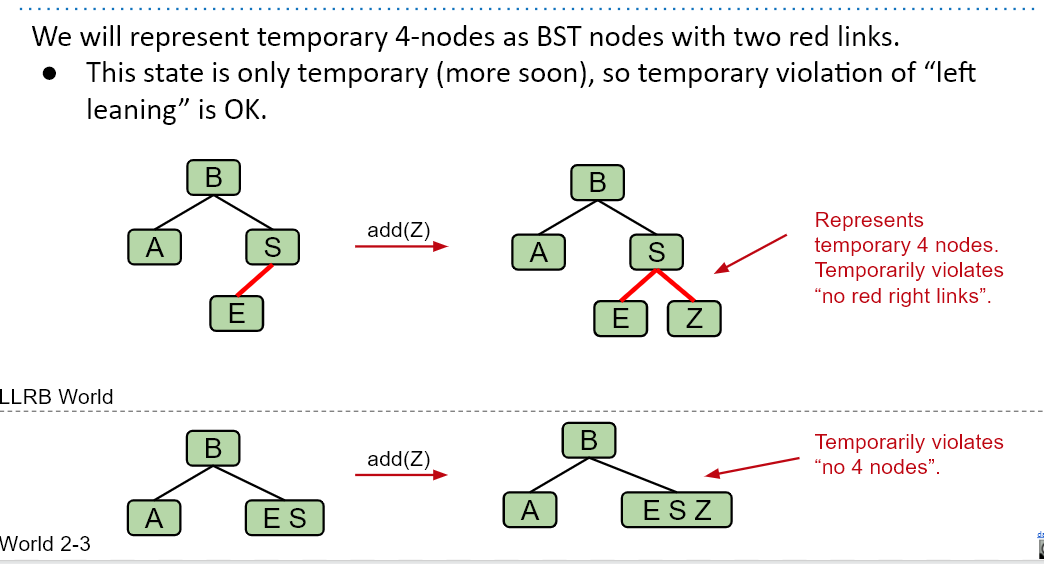 We will represent temporary 4-nodes as BST nodes with two red links.
● This state is only temporary (more soon), so temporary violation of “left
leaning” is OK.
B
A
S
E
add(Z)
B
A
S
E
Z
Represents
temporary 4 nodes.
Temporarily violates
“no red right links”.
LLRB World
B
A
E S
add(Z)
B
A
E S Z
Temporarily violates
“no 4 nodes”.
World 2-3